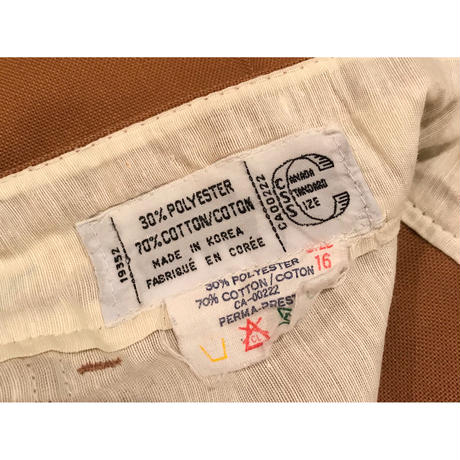 19352
30% POLYESTER
70% COTTON/COTON
MADE IN KOREA
FABRIQUÉ EN CORÉE
CA00222
CANADA
STANDARD
SIZE
16
30% POLYESTER
70% COTTON/COTON
CA-00222
PERMA-PREST
CL